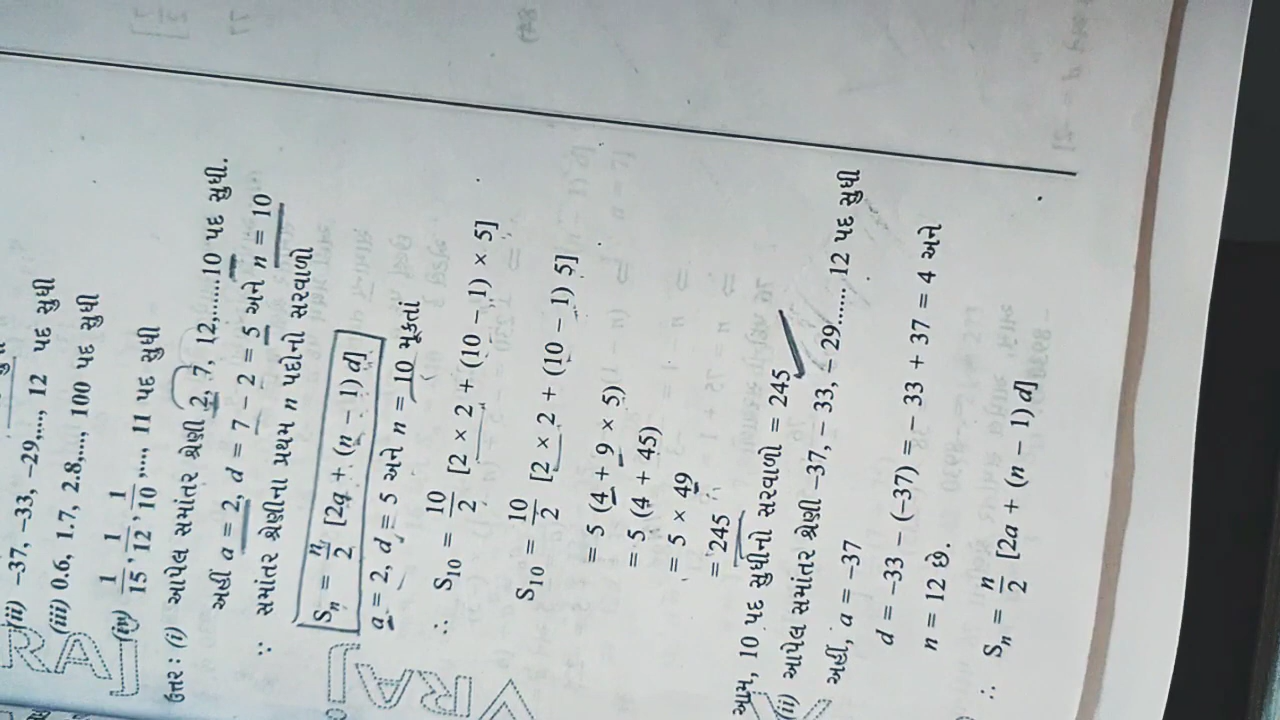 (ii) -37, -33, -29,...., 12 પદ સુધી
(iii) 0.6, 1.7, 2.8,...., 100 પદ સુધી
(iv) 1/15, 1/12, 1/10,...., 11 પદ સુધી
ઉત્તર : (i) આપેલ સમાંતર શ્રેણી 2, 7, 12,.......10 પદ સુધી.
અહીં a = 2, d = 7 − 2 = 5 અને n = 10
∵ સમાંતર શ્રેણીના પ્રથમ n પદોનો સરવાળો
Sn = n/2 [2a + (n − 1) d]
a = 2, d = 5 અને n = 10 મૂકતાં
∴ S10 = 10/2 [2 × 2 + (10 − 1) × 5]
S10 = 10/2 [2 × 2 + (10 − 1) 5]
= 5 (4 + 9 × 5)
= 5 (4 + 45)
= 5 × 49
= 245
આમ, 10 પદ સુધીનો સરવાળો = 245
(ii) આપેલ સમાંતર શ્રેણી -37, − 33, − 29.......12 પદ સુધી
અહીં, a = −37
d = −33 − (−37) = − 33 + 37 = 4 અને
n = 12 છે.
∴ Sn = n/2 [2a + (n − 1) d]